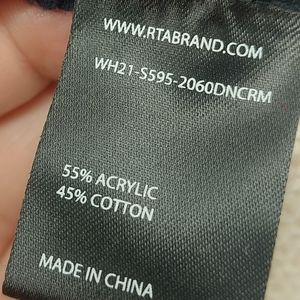 WWW.RTABRAND.COM
WH21-S595-2060DNCRM
55% ACRYLIC
45% COTTON
MADE IN CHINA